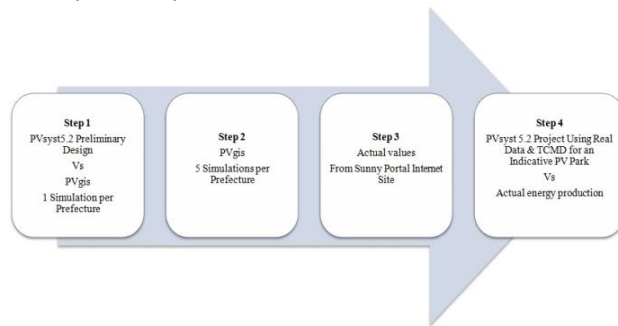 Step 1
PVsyst5.2 Preliminary
Design
Vs
PVgis
1 Simulation per
Prefecture
Step 2
PVgis
5 Simulations per
Prefecture
Step 3
Actual values
From Sunny Portal Internet
Site
Step 4
PVsyst 5.2 Project Using Real
Data & TCMD for an
Indicative PV Park
Vs
Actual energy production